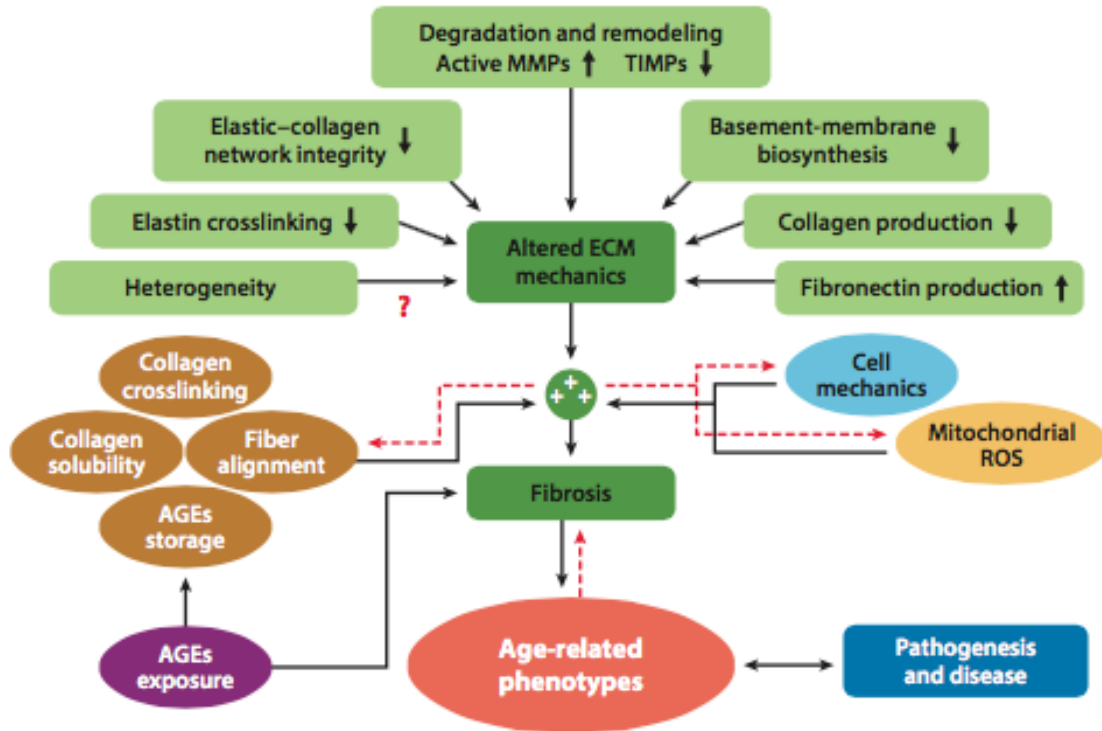 Degradation and remodeling
Active MMPs ↑ TIMPs ↓
Elastic–collagen
network integrity ↓
Basement-membrane
biosynthesis ↓
Elastin crosslinking ↓
Collagen production ↓
Altered ECM
mechanics
Heterogeneity
?
Fibronectin production ↑
Collagen
crosslinking
Cell
mechanics
+ + +
Collagen
solubility
Fiber
alignment
Mitochondrial
ROS
Fibrosis
AGEs
storage
AGEs
exposure
Age-related
phenotypes
Pathogenesis
and disease